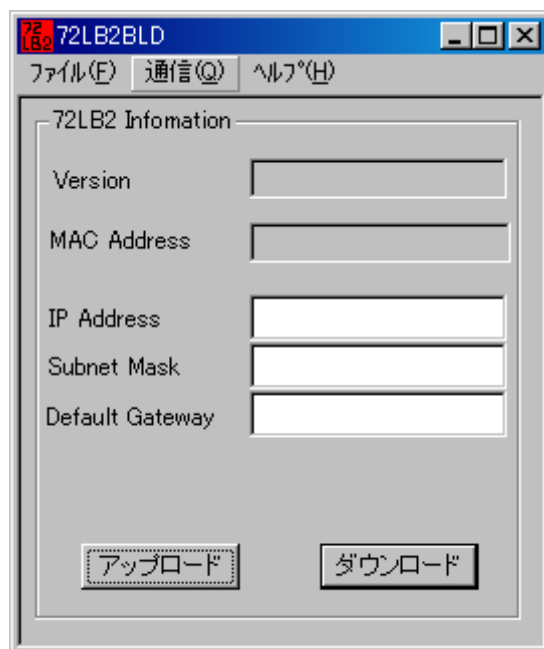 72 LB2 72LB2BLD
ﾌｧｲﾙ(F) 通信(Q) ﾍﾙﾌﾟ(H)
72LB2 Infomation
Version
MAC Address
IP Address
Subnet Mask
Default Gateway
アップロード ダウンロード